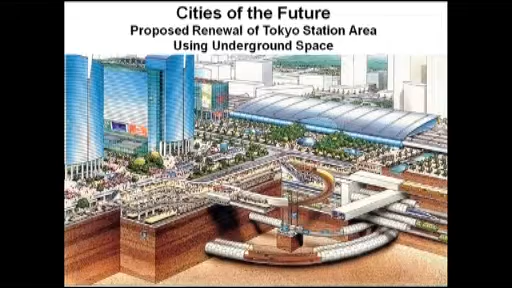 Cities of the Future
Proposed Renewal of Tokyo Station Area
Using Underground Space